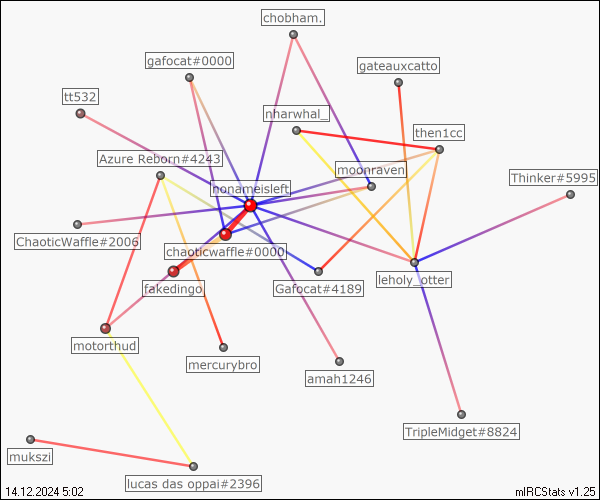 chobham.
gafocat#0000
gateauxcatto
tt532
nharwhal_
then1cc
Azure Reborn#4243
moonraven
Thinker#5995
nonameisleft
ChaoticWaffle#2006
chaoticwaffle#0000
leholy_otter
fakedingo
Gafocat#4189
motorthud
mercurybro
amah1246
TripleMidget#8824
mukszi
lucas das oppai#2396
14.12.2024 5:02
mIRCStats v1.25